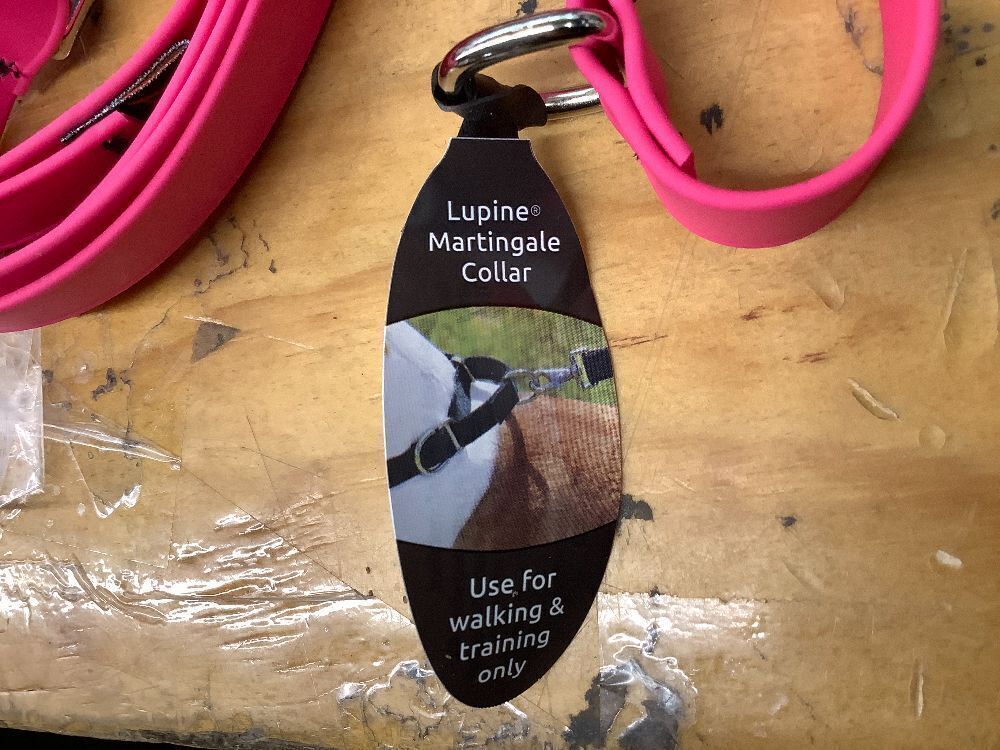 Lupine®
Martingale
Collar
Use for
walking &
training
only